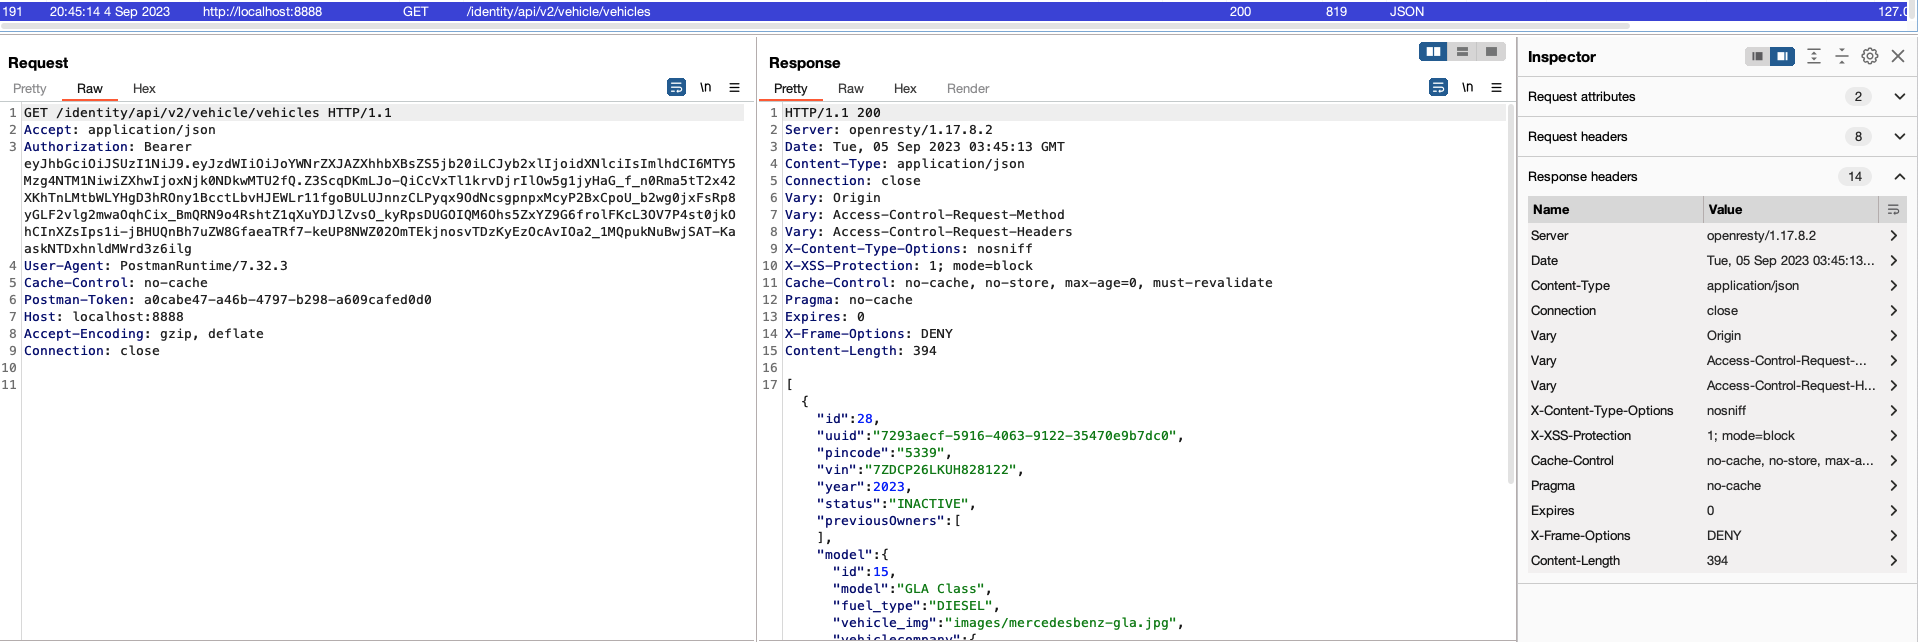 191 20:45:14 4 Sep 2023 http://localhost:8888 GET /identity/api/v2/vehicle/vehicles 200 819 JSON 127.0
Request
Pretty Raw Hex \n
1 GET /identity/api/v2/vehicle/vehicles HTTP/1.1
2 Accept: application/json
3 Authorization: Bearer
eyJhbGciOiJSUzI1NiJ9.eyJzdWIiOiJoYWNrZXJAZXhhbXBsZS5jb20iLCJyb2xlIjoidXNlciIsImlhdCI6MTY5
Mzg4NTM1NiwiZXhwIjoxNjk0NDkwMTU2fQ.Z3ScqDKmLJo-QiCcVxTl1krvDjrIlOw5g1jyHaG_f_n0Rma5tT2x42
XKhTnLMtbWLYHgD3hROny1BcctLbvHJEWLr11fgoBULUJnnzCLPyqx9OdNcsgpnpxMcyP2BxCpoU_b2wg0jxFsRp8
yGLF2vlg2mwaOqhCix_BmQRN9o4RshtZ1qXuYDJlZvsO_kyRpsDUGOIQM6Ohs5ZxYZ9G6frolFKcL3OV7P4st0jkO
hCInXZsIps1i-jBHUQnBh7uZW8GfaeaTRf7-keUP8NWZ02OmTEkjnosvTDzKyEzOcAvIOa2_1MQpukNuBwjSAT-Ka
askNTDxhnldMWrd3z6ilg
4 User-Agent: PostmanRuntime/7.32.3
5 Cache-Control: no-cache
6 Postman-Token: a0cabe47-a46b-4797-b298-a609cafed0d0
7 Host: localhost:8888
8 Accept-Encoding: gzip, deflate
9 Connection: close
10
11
Response
Pretty Raw Hex Render \n
1 HTTP/1.1 200
2 Server: openresty/1.17.8.2
3 Date: Tue, 05 Sep 2023 03:45:13 GMT
4 Content-Type: application/json
5 Connection: close
6 Vary: Origin
7 Vary: Access-Control-Request-Method
8 Vary: Access-Control-Request-Headers
9 X-Content-Type-Options: nosniff
10 X-XSS-Protection: 1; mode=block
11 Cache-Control: no-cache, no-store, max-age=0, must-revalidate
12 Pragma: no-cache
13 Expires: 0
14 X-Frame-Options: DENY
15 Content-Length: 394
16
17 [
{
"id":28,
"uuid":"7293aecf-5916-4063-9122-35470e9b7dc0",
"pincode":"5339",
"vin":"7ZDCP26LKUH828122",
"year":2023,
"status":"INACTIVE",
"previousOwners":[
],
"model":{
"id":15,
"model":"GLA Class",
"fuel_type":"DIESEL",
"vehicle_img":"images/mercedesbenz-gla.jpg",
"vehiclecompany":{
Inspector
Request attributes 2
Request headers 8
Response headers 14
Name Value
Server openresty/1.17.8.2
Date Tue, 05 Sep 2023 03:45:13...
Content-Type application/json
Connection close
Vary Origin
Vary Access-Control-Request-...
Vary Access-Control-Request-H...
X-Content-Type-Options nosniff
X-XSS-Protection 1; mode=block
Cache-Control no-cache, no-store, max-a...
Pragma no-cache
Expires 0
X-Frame-Options DENY
Content-Length 394